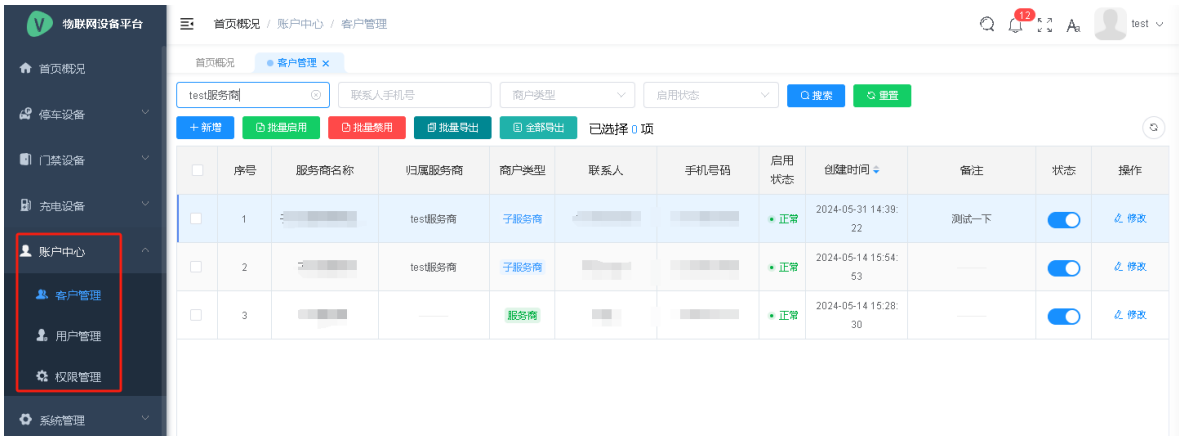 V 物联网设备平台
首页概况 / 账户中心 / 客户管理
12
test
首页概况
停车设备
门禁设备
充电设备
账户中心
客户管理
用户管理
权限管理
系统管理
首页概况 客户管理 ×
test服务商 联系人手机号 商户类型 启用状态 搜索 重置
+ 新增 批量启用 批量禁用 批量导出 全部导出 已选择 0 项
序号 服务商名称 归属服务商 商户类型 联系人 手机号码 启用状态 创建时间 备注 状态 操作
1 test服务商 子服务商 正常 2024-05-31 14:39:22 测试一下 修改
2 test服务商 子服务商 正常 2024-05-14 15:54:53 修改
3 服务商 正常 2024-05-14 15:28:30 修改